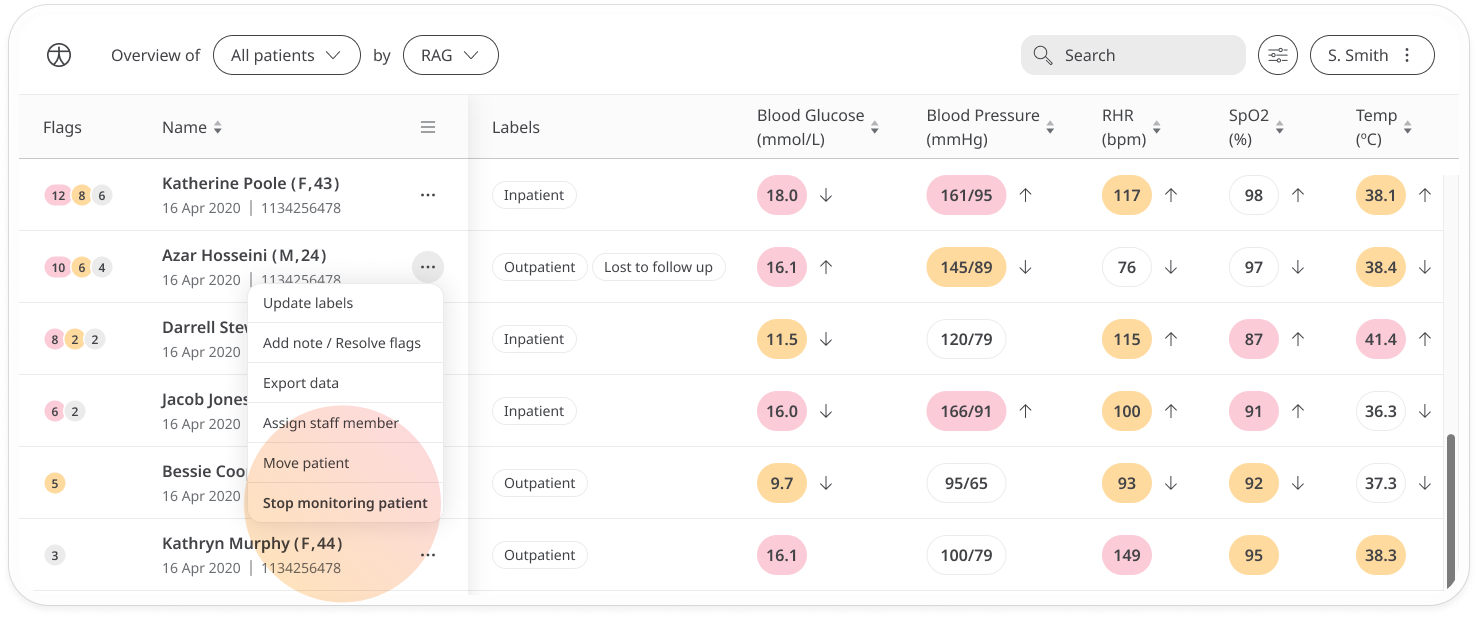 Overview of All patients by RAG Search S. Smith
Flags Name Labels Blood Glucose (mmol/L) Blood Pressure (mmHg) RHR (bpm) SpO2 (%) Temp (ºC)
12 8 6 Katherine Poole (F,43) Inpatient 18.0 161/95 117 98 38.1
16 Apr 2020 | 1134256478
10 6 4 Azar Hosseini (M,24) Outpatient Lost to follow up 16.1 145/89 76 97 38.4
16 Apr 2020 | 1134256478
Update labels
Add note / Resolve flags
Export data
Assign staff member
Move patient
Stop monitoring patient
8 2 2 Darrell Inpatient 11.5 120/79 115 87 41.4
16 Apr 2020
6 2 Jacob Jones Inpatient 16.0 166/91 100 91 36.3
16 Apr 2020
5 Bessie Outpatient 9.7 95/65 93 92 37.3
16 Apr 2020
3 Kathryn Murphy (F,44) Outpatient 16.1 100/79 149 95 38.3
16 Apr 2020 | 1134256478